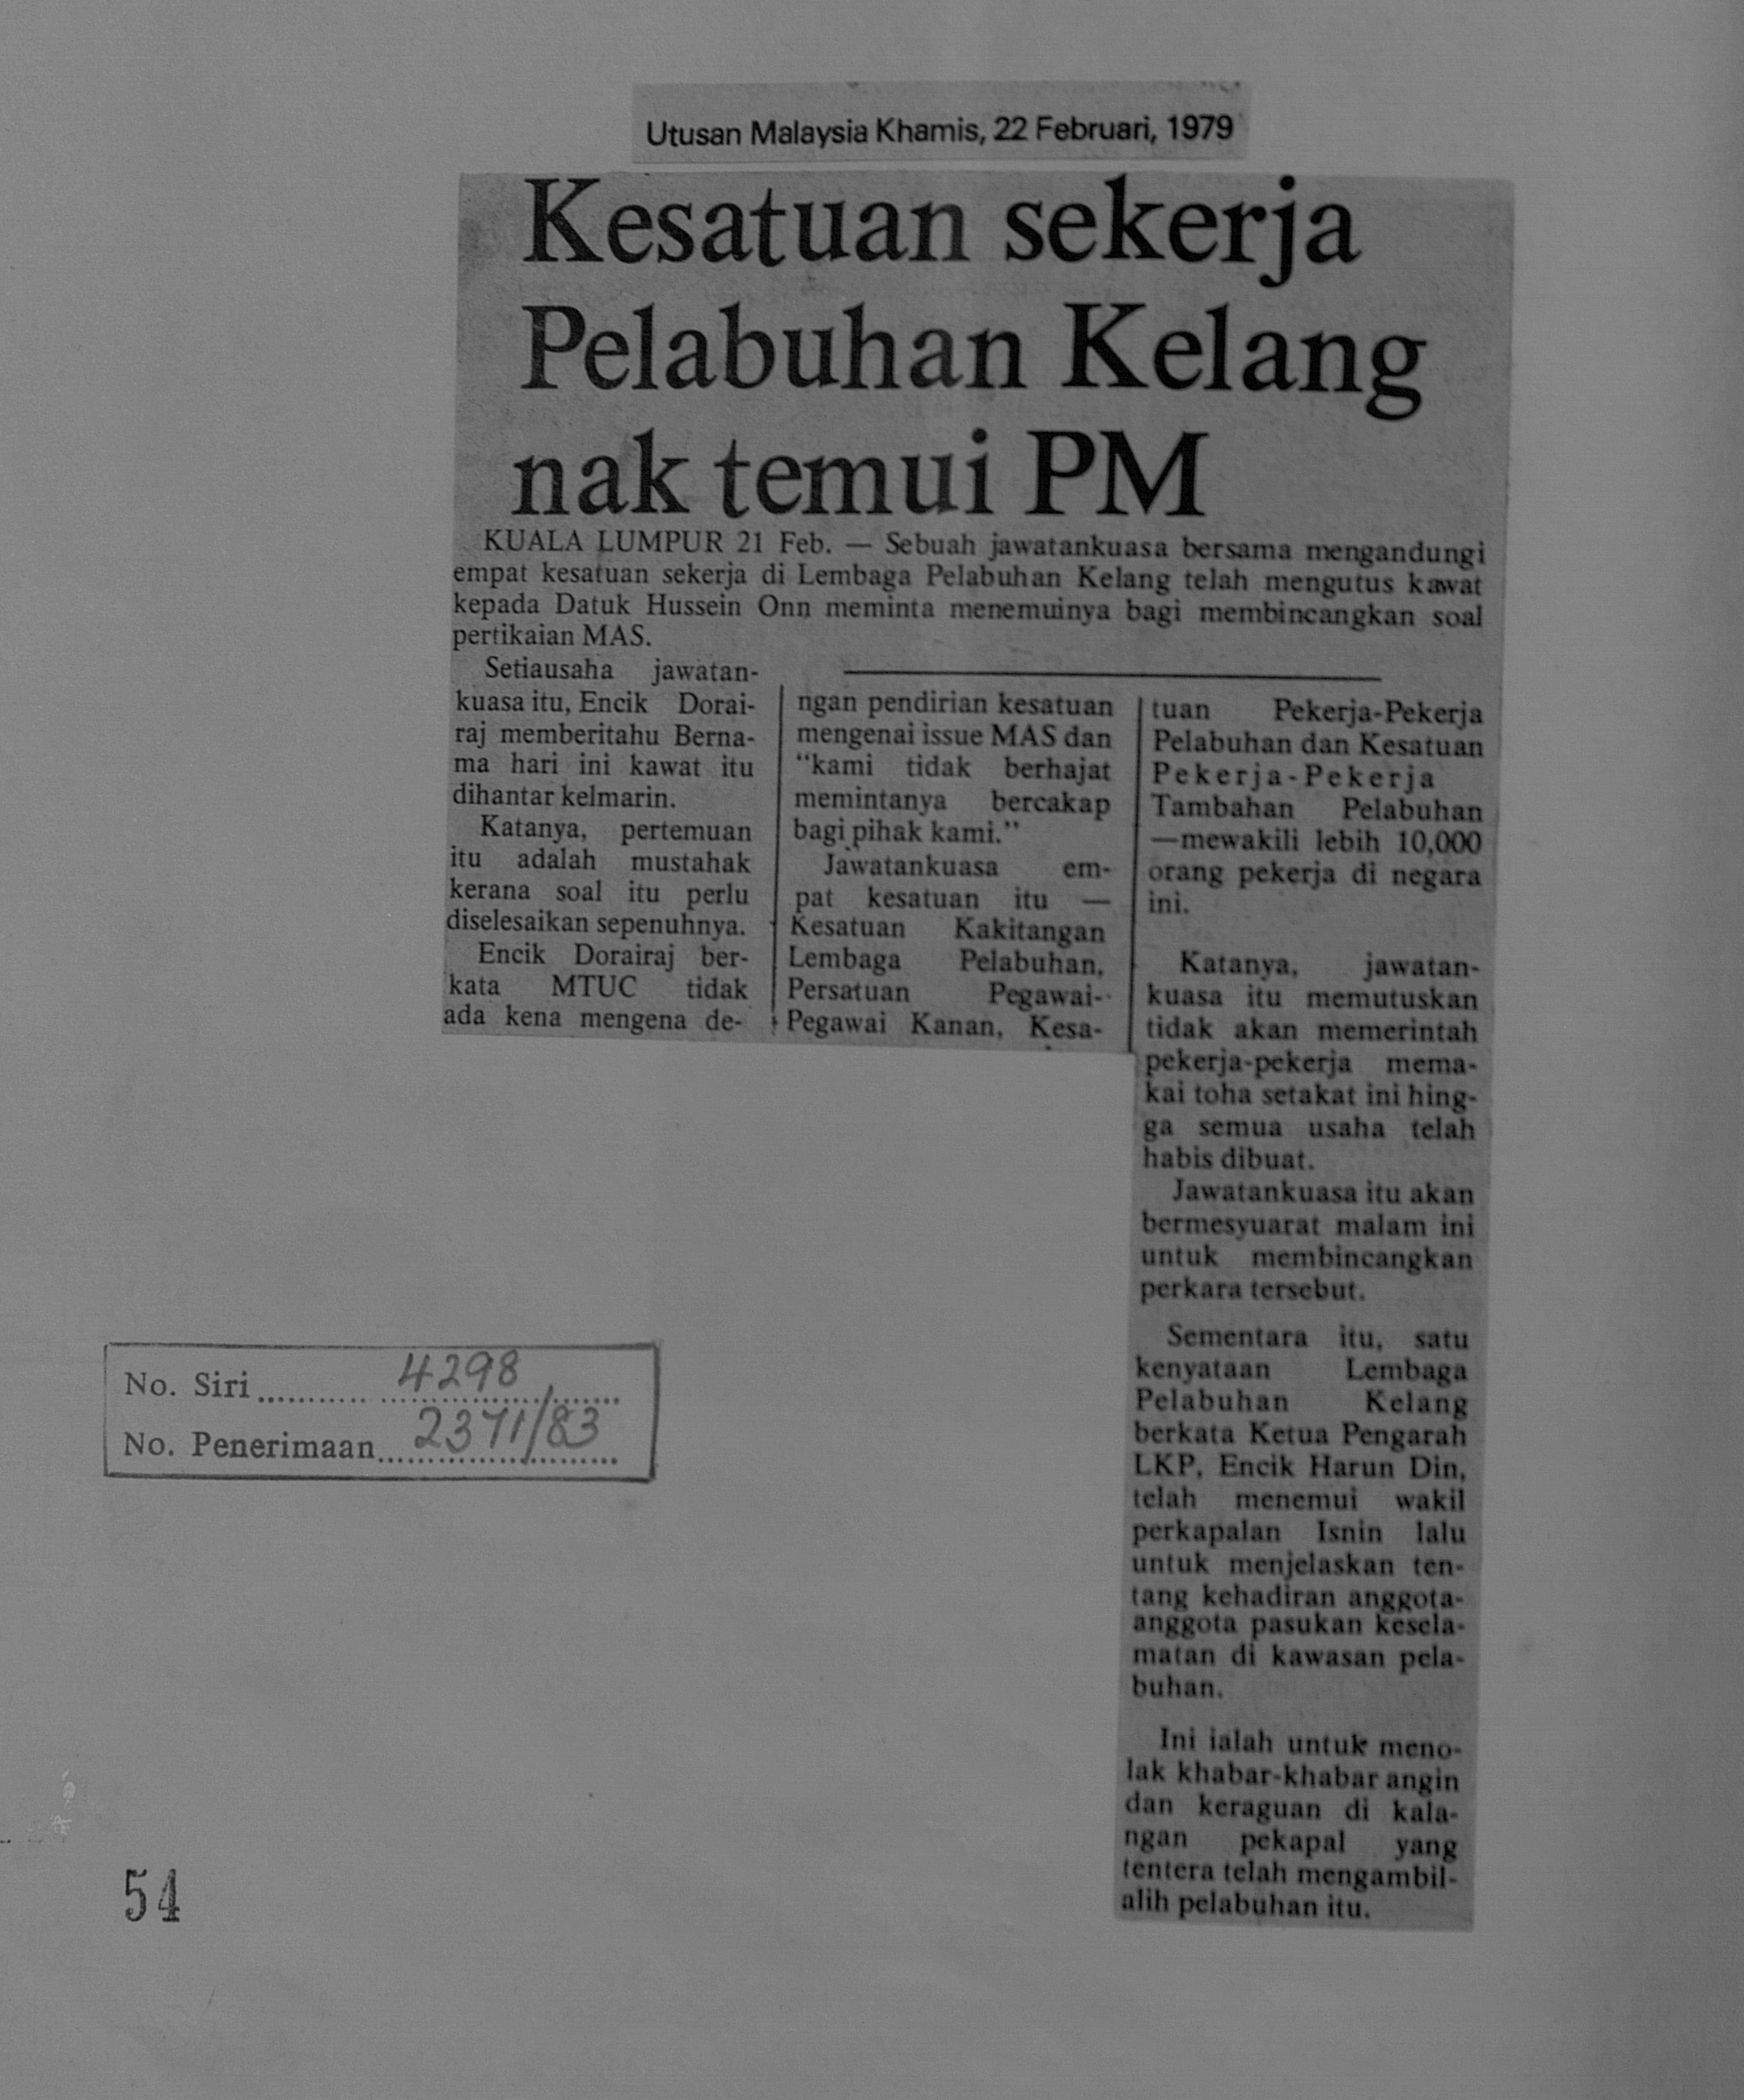 Utusan Malaysia Khamis, 22 Februari, 1979
Kesatuan sekerja
Pelabuhan Kelang
nak temui PM
KUALA LUMPUR 21 Feb. — Sebuah jawatankuasa bersama mengandungi
empat kesatuan sekerja di Lembaga Pelabuhan Kelang telah mengutus kawat
kepada Datuk Hussein Onn meminta menemuinya bagi membincangkan soal
pertikaian MAS.
Setiausaha jawatan-
kuasa itu, Encik Dorai-
raj memberitahu Berna-
ma hari ini kawat itu
dihantar kelmarin.
Katanya, pertemuan
itu adalah mustahak
kerana soal itu perlu
diselesaikan sepenuhnya.
Encik Dorairaj ber-
kata MTUC tidak
ada kena mengena de-
ngan pendirian kesatuan
mengenai issue MAS dan
“kami tidak berhajat
memintanya bercakap
bagi pihak kami.”
Jawatankuasa em-
pat kesatuan itu —
Kesatuan Kakitangan
Lembaga Pelabuhan,
Persatuan Pegawai-
Pegawai Kanan, Kesa-
tuan Pekerja-Pekerja
Pelabuhan dan Kesatuan
Pekerja-Pekerja
Tambahan Pelabuhan
—mewakili lebih 10,000
orang pekerja di negara
ini.
Katanya, jawatan-
kuasa itu memutuskan
tidak akan memerintah
pekerja-pekerja mema-
kai toha setakat ini hing-
ga semua usaha telah
habis dibuat.
Jawatankuasa itu akan
bermesyuarat malam ini
untuk membincangkan
perkara tersebut.
Sementara itu, satu
kenyataan Lembaga
Pelabuhan Kelang
berkata Ketua Pengarah
LKP, Encik Harun Din,
telah menemui wakil
perkapalan Isnin lalu
untuk menjelaskan ten-
tang kehadiran anggota-
anggota pasukan kesela-
matan di kawasan pela-
buhan.
Ini ialah untuk meno-
lak khabar-khabar angin
dan keraguan di kala-
ngan pekapal yang
tentera telah mengambil-
alih pelabuhan itu.
No. Siri 4298
No. Penerimaan 2371/83
54